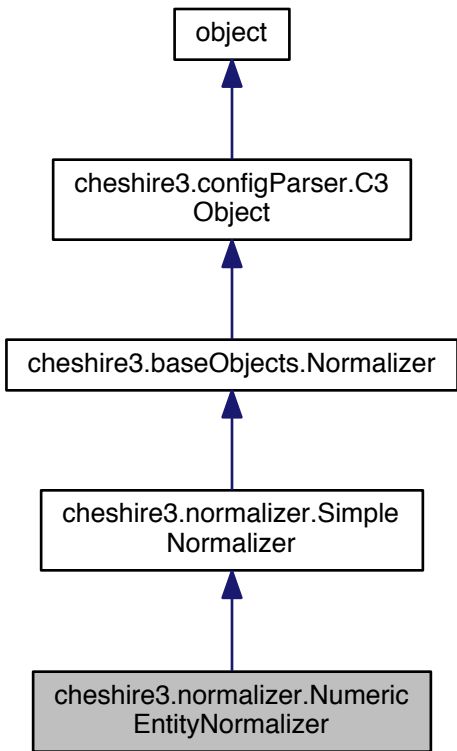 object
cheshire3.configParser.C3
Object
cheshire3.baseObjects.Normalizer
cheshire3.normalizer.Simple
Normalizer
cheshire3.normalizer.Numeric
EntityNormalizer